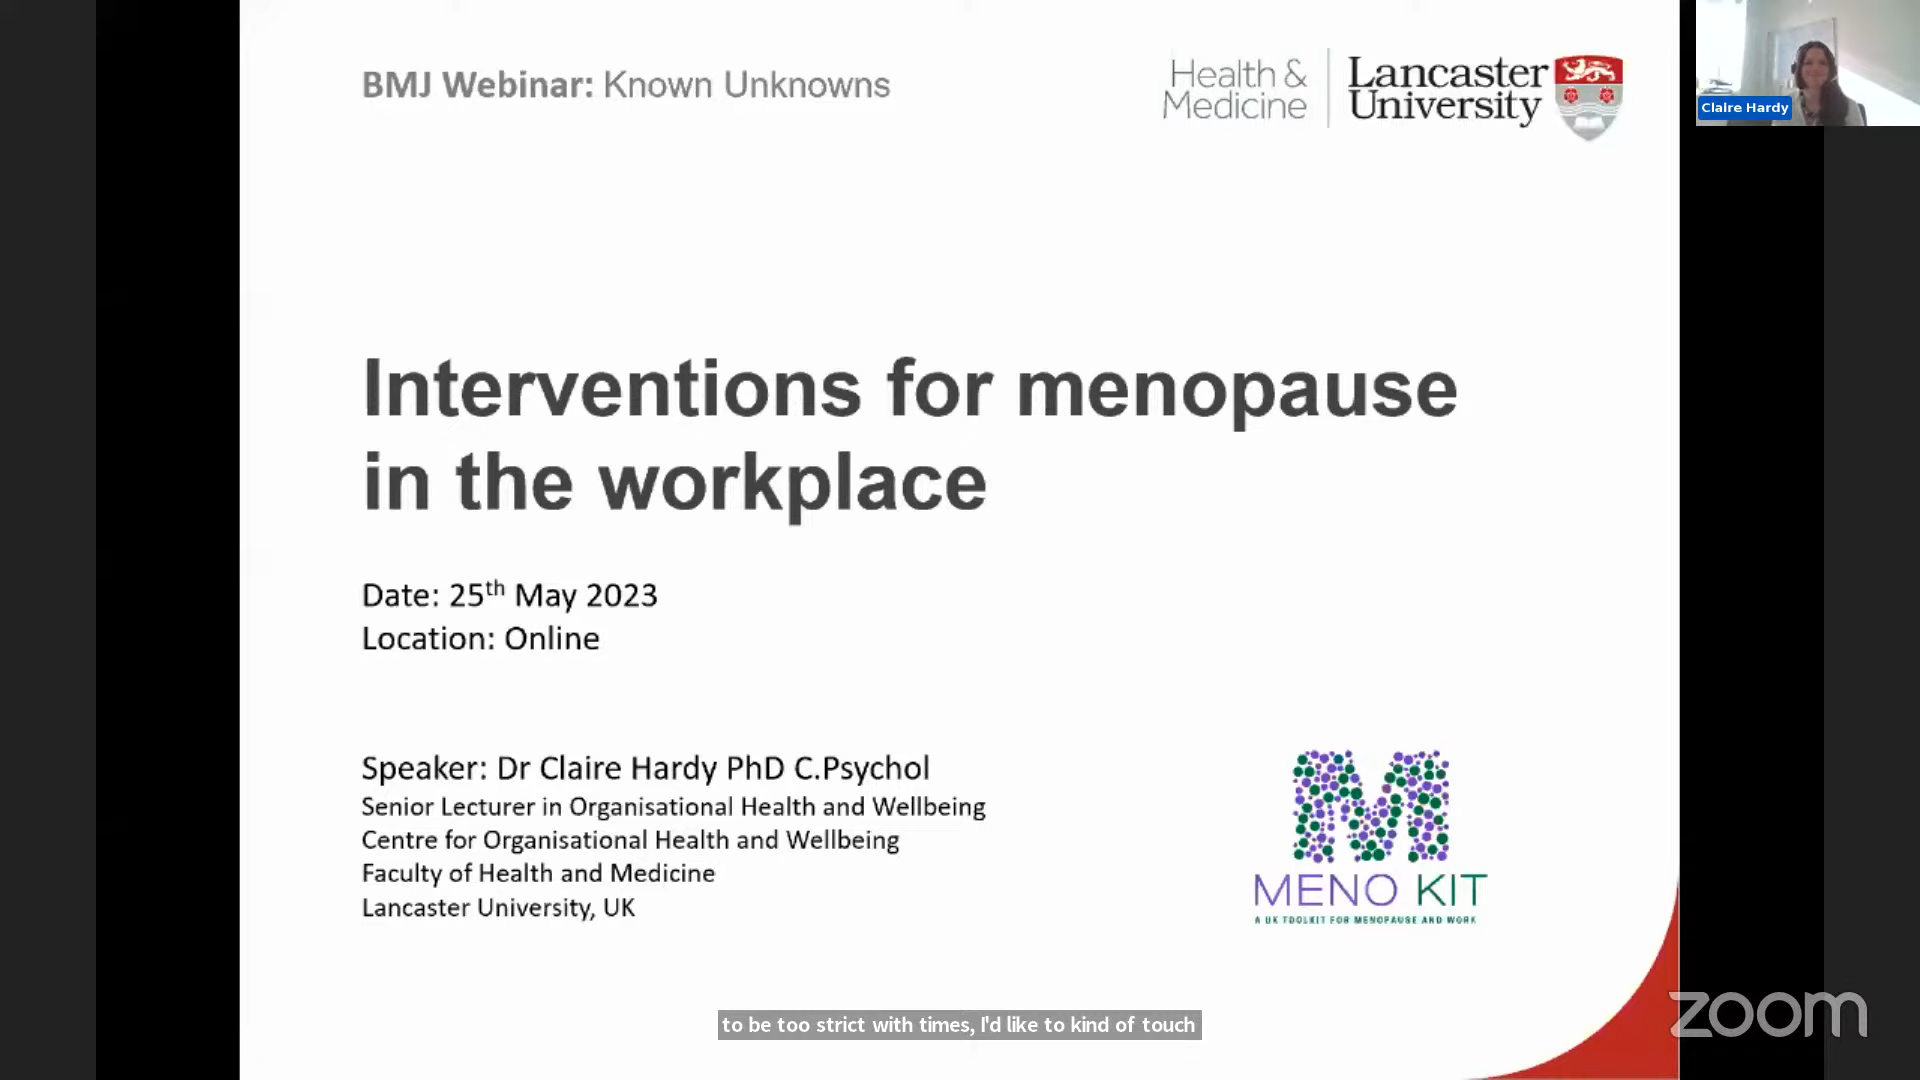 BMJ Webinar: Known Unknowns
Health &
Medicine
Lancaster
University
Claire Hardy
Interventions for menopause
in the workplace
Date: 25th May 2023
Location: Online
Speaker: Dr Claire Hardy PhD C.Psychol
Senior Lecturer in Organisational Health and Wellbeing
Centre for Organisational Health and Wellbeing
Faculty of Health and Medicine
Lancaster University, UK
M
MENO KIT
A UK TOOLKIT FOR MENOPAUSE AND WORK
to be too strict with times, I'd like to kind of touch
zoom